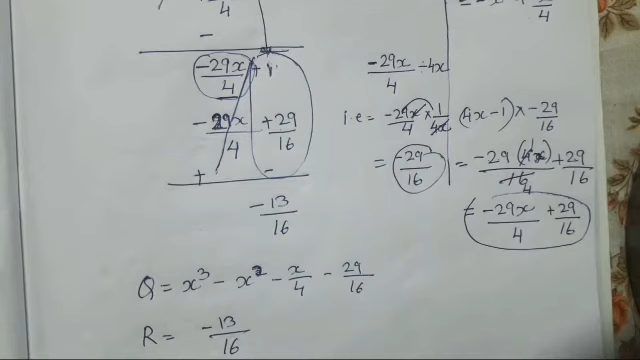 4
= -x² + x/4
-
-29x/4 + 1
-29x/4 ÷ 4x
-29x/4 + 29/16
i.e = -29x/4 × 1/4x
(4x-1) × -29/16
+ -
= -29/16
= -29(4x)/16 + 29/16
-13/16
= -29x/4 + 29/16
Q = x³ - x² - x/4 - 29/16
R = -13/16